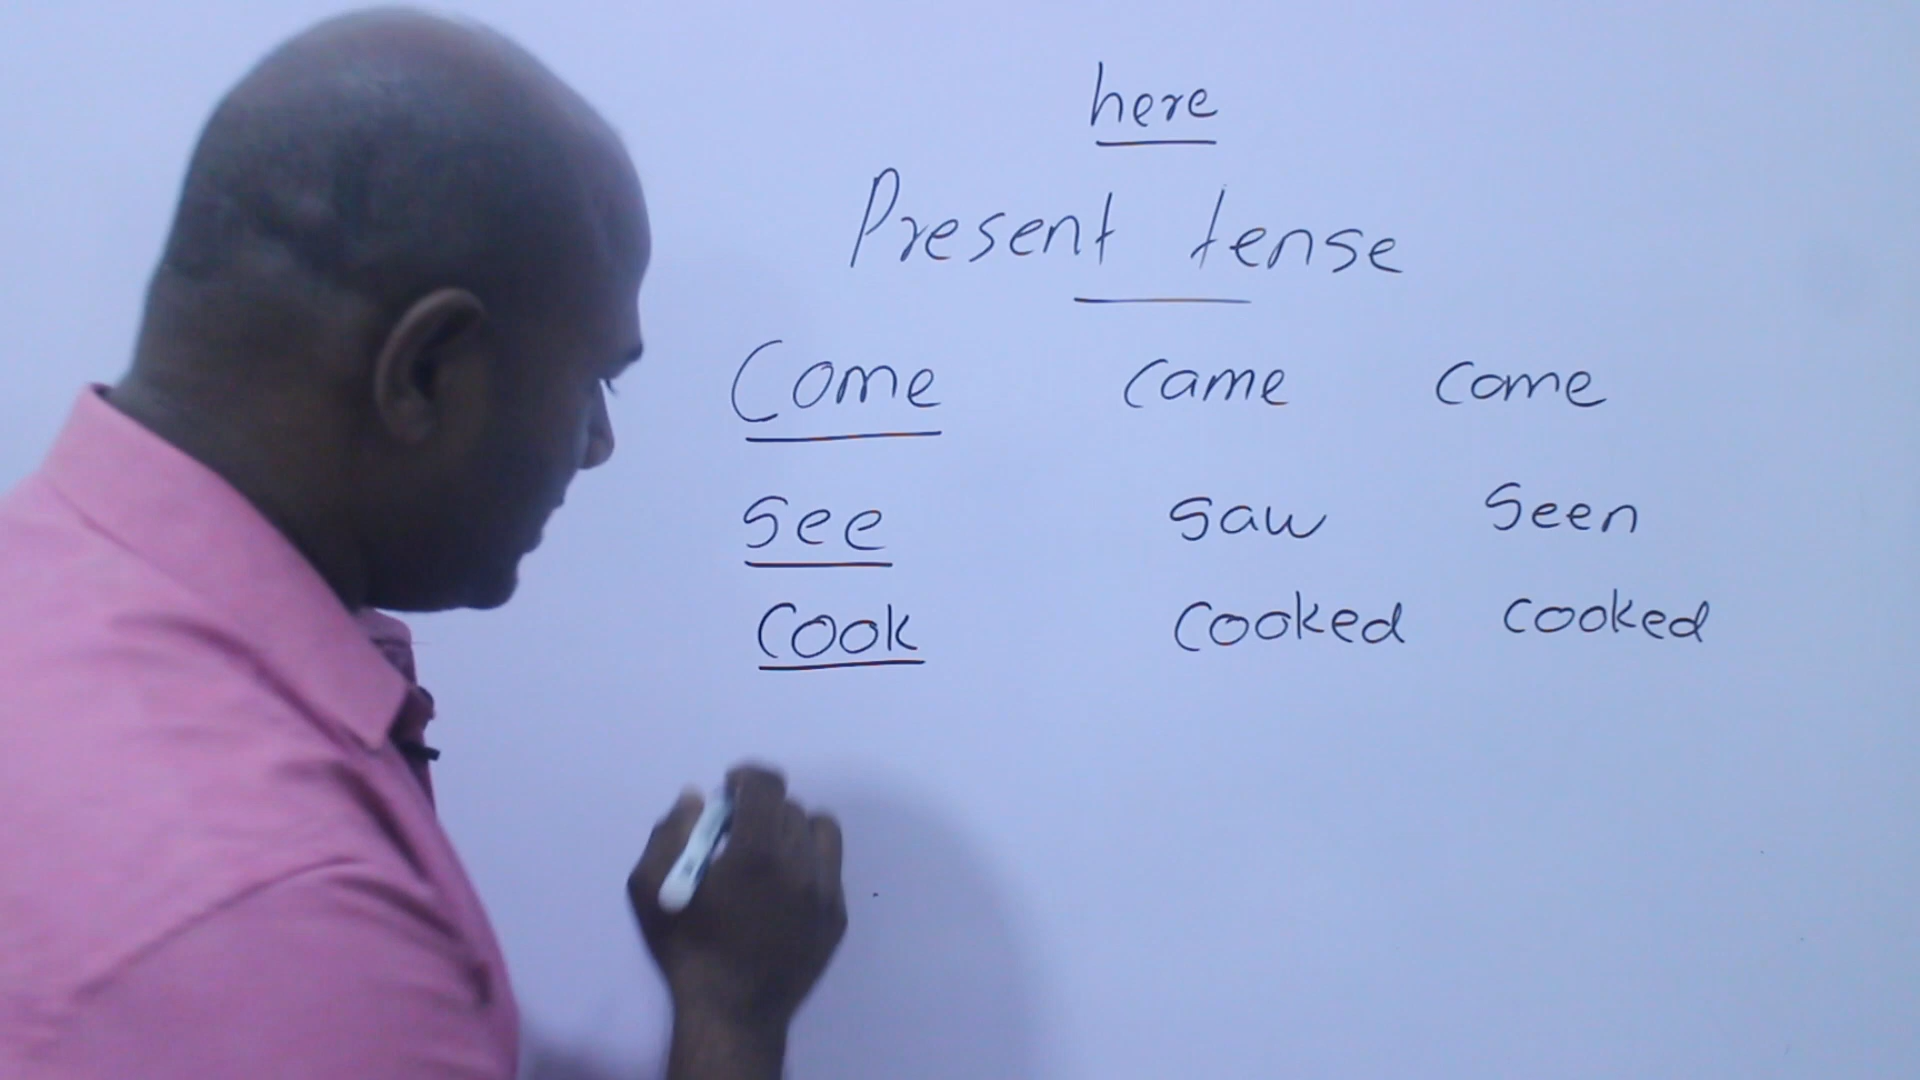 here
Present tense
Come came come
See saw seen
Cook cooked cooked